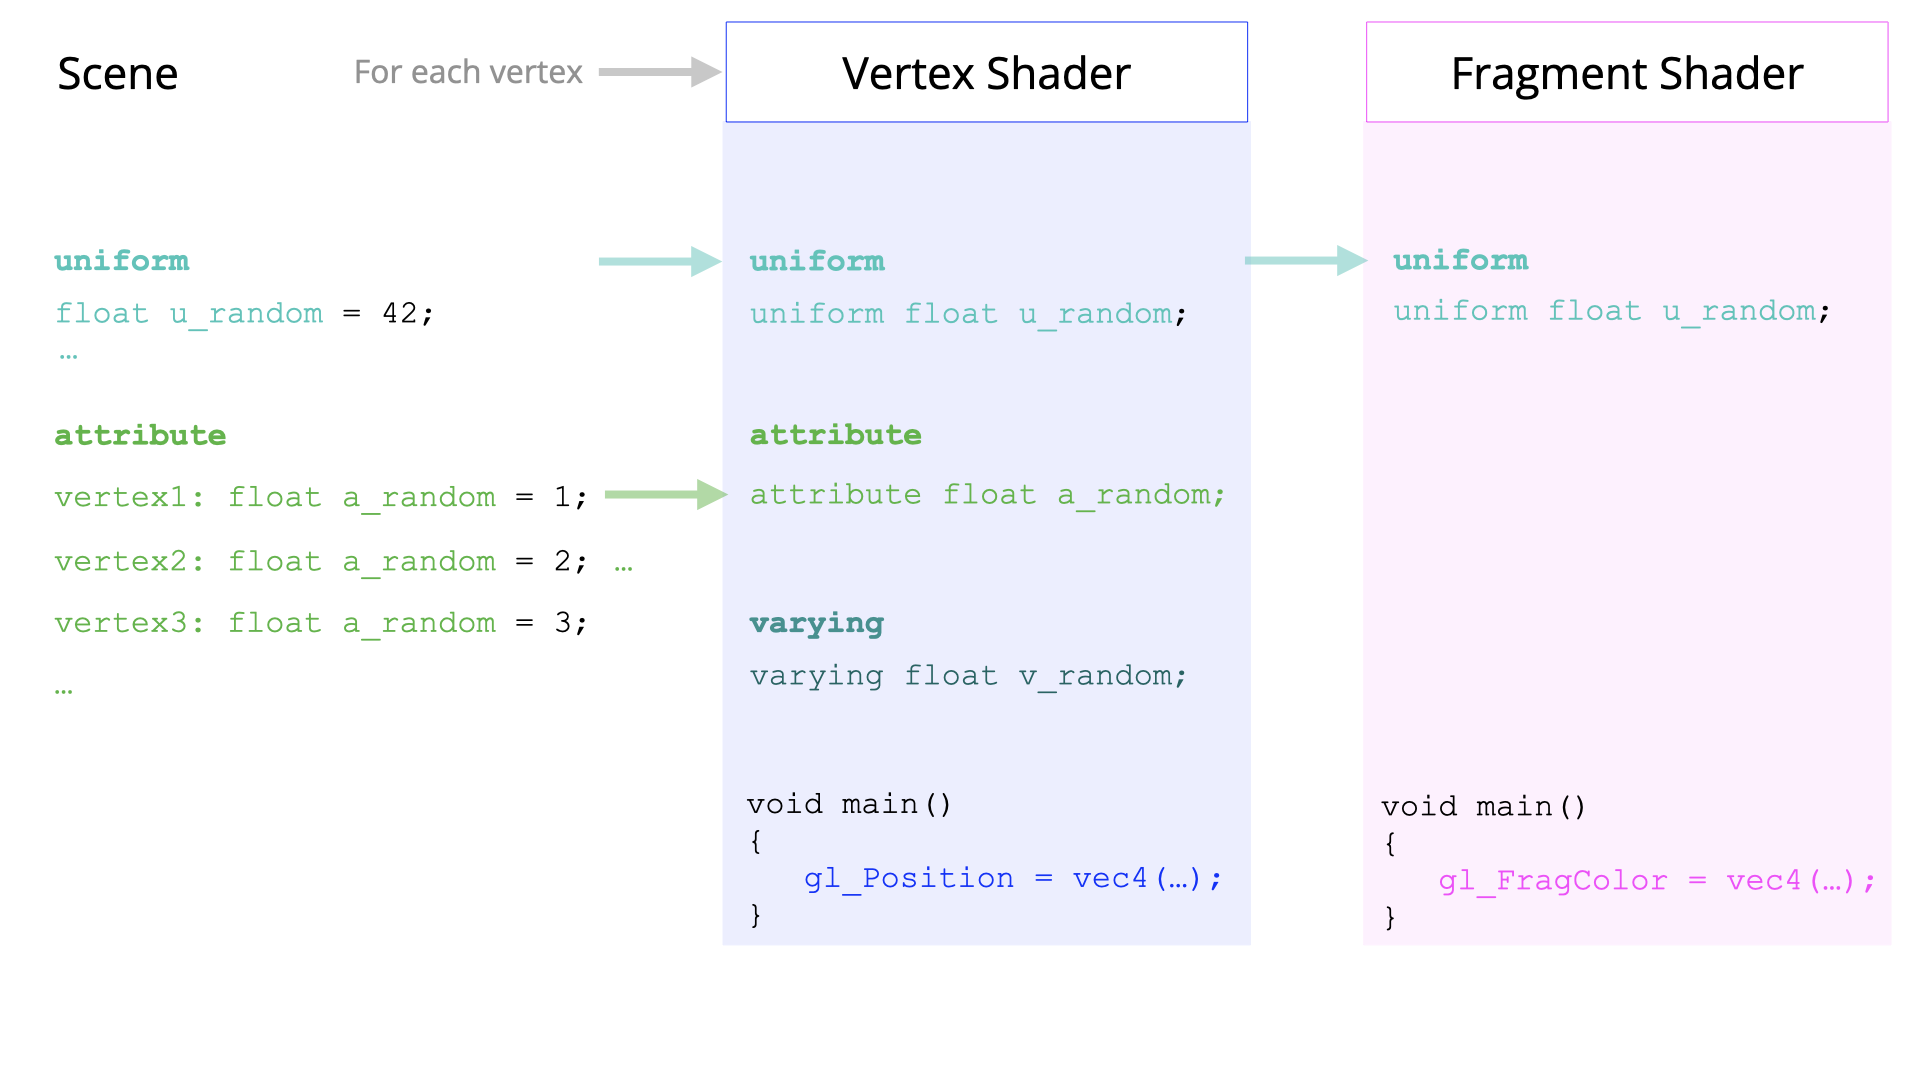 Scene
For each vertex
Vertex Shader
Fragment Shader
uniform
float u_random = 42;
…
attribute
vertex1: float a_random = 1;
vertex2: float a_random = 2; …
vertex3: float a_random = 3;
…
uniform
uniform float u_random;
attribute
attribute float a_random;
varying
varying float v_random;
void main()
{
gl_Position = vec4(…);
}
uniform
uniform float u_random;
void main()
{
gl_FragColor = vec4(…);
}